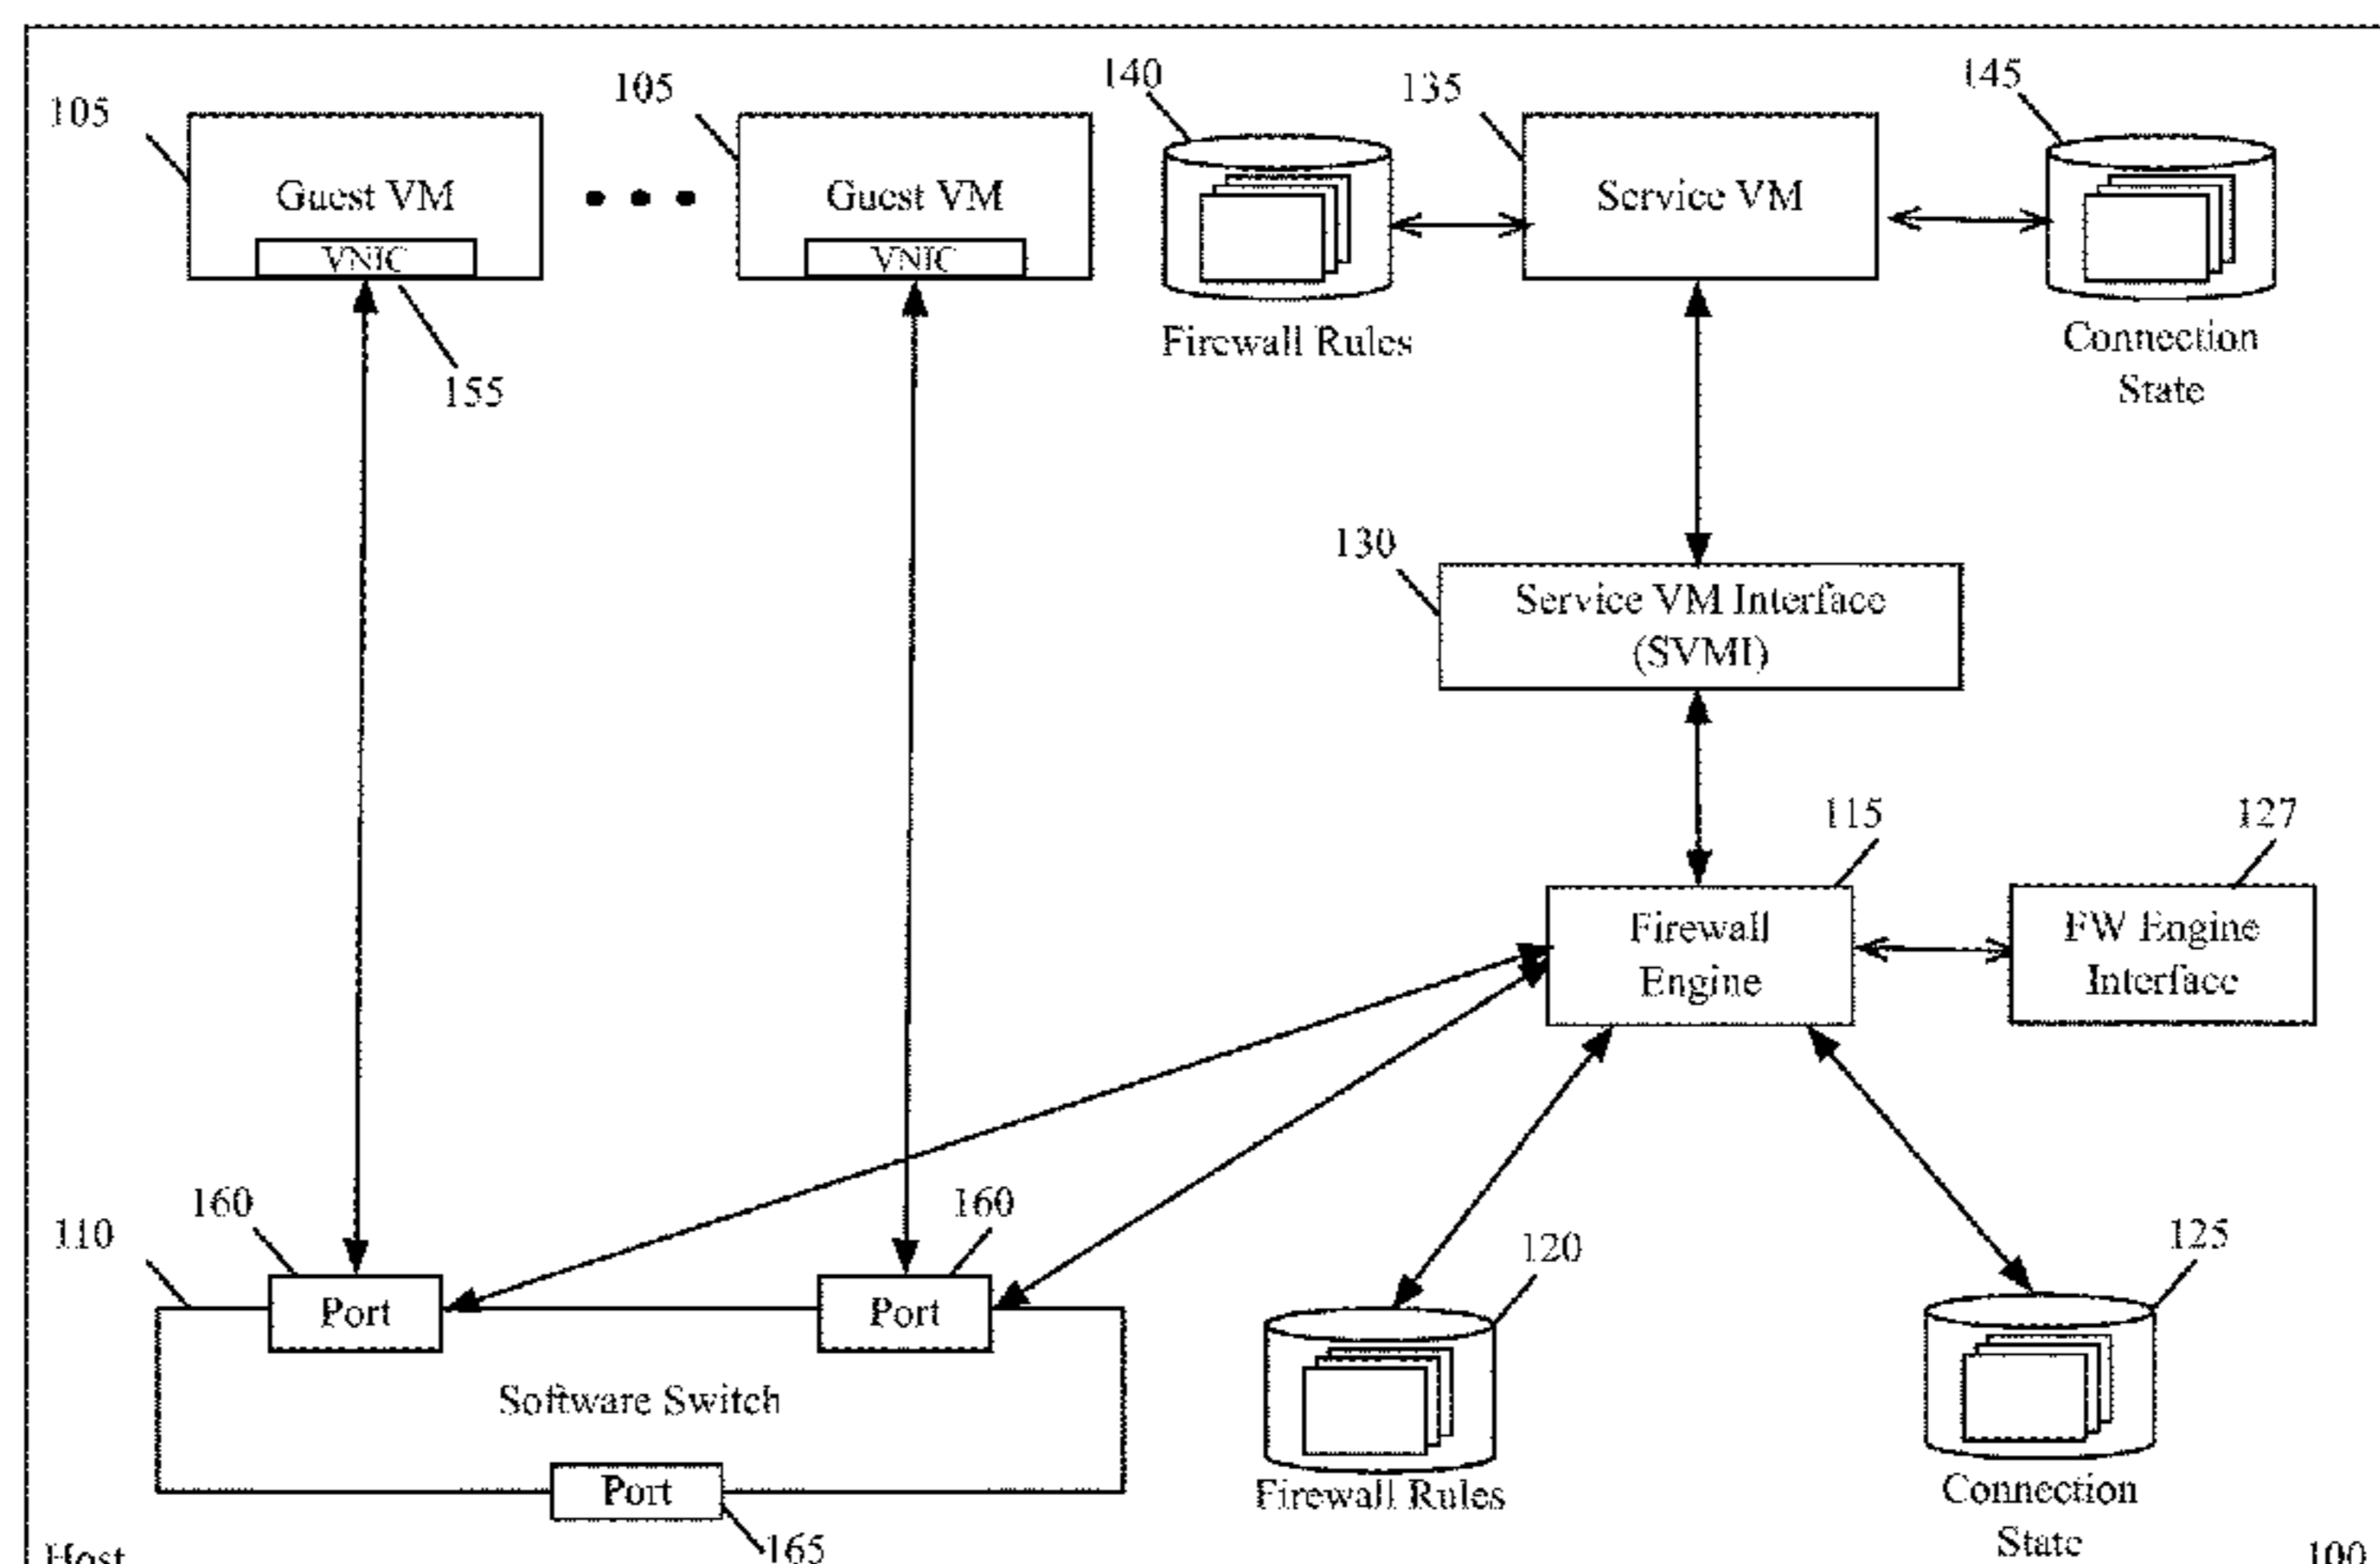 140
135
145
105
105
Guest VM
Guest VM
Service VM
VNIC
VNIC
Firewall Rules
Connection
State
155
130
Service VM Interface
(SVMI)
115
127
Firewall
Engine
FW Engine
Interface
160
160
110
120
125
Port
Port
Software Switch
Port
Firewall Rules
Connection
State
165
Host
100